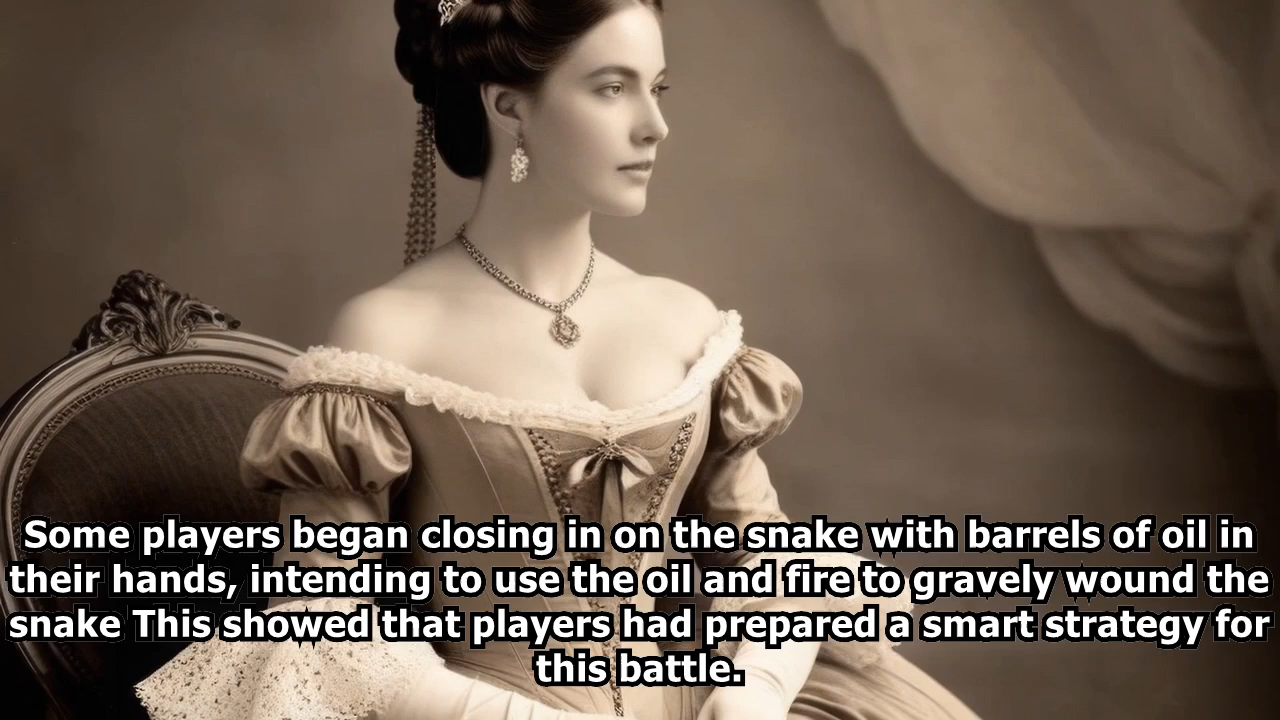 Some players began closing in on the snake with barrels of oil in
their hands, intending to use the oil and fire to gravely wound the
snake This showed that players had prepared a smart strategy for
this battle.